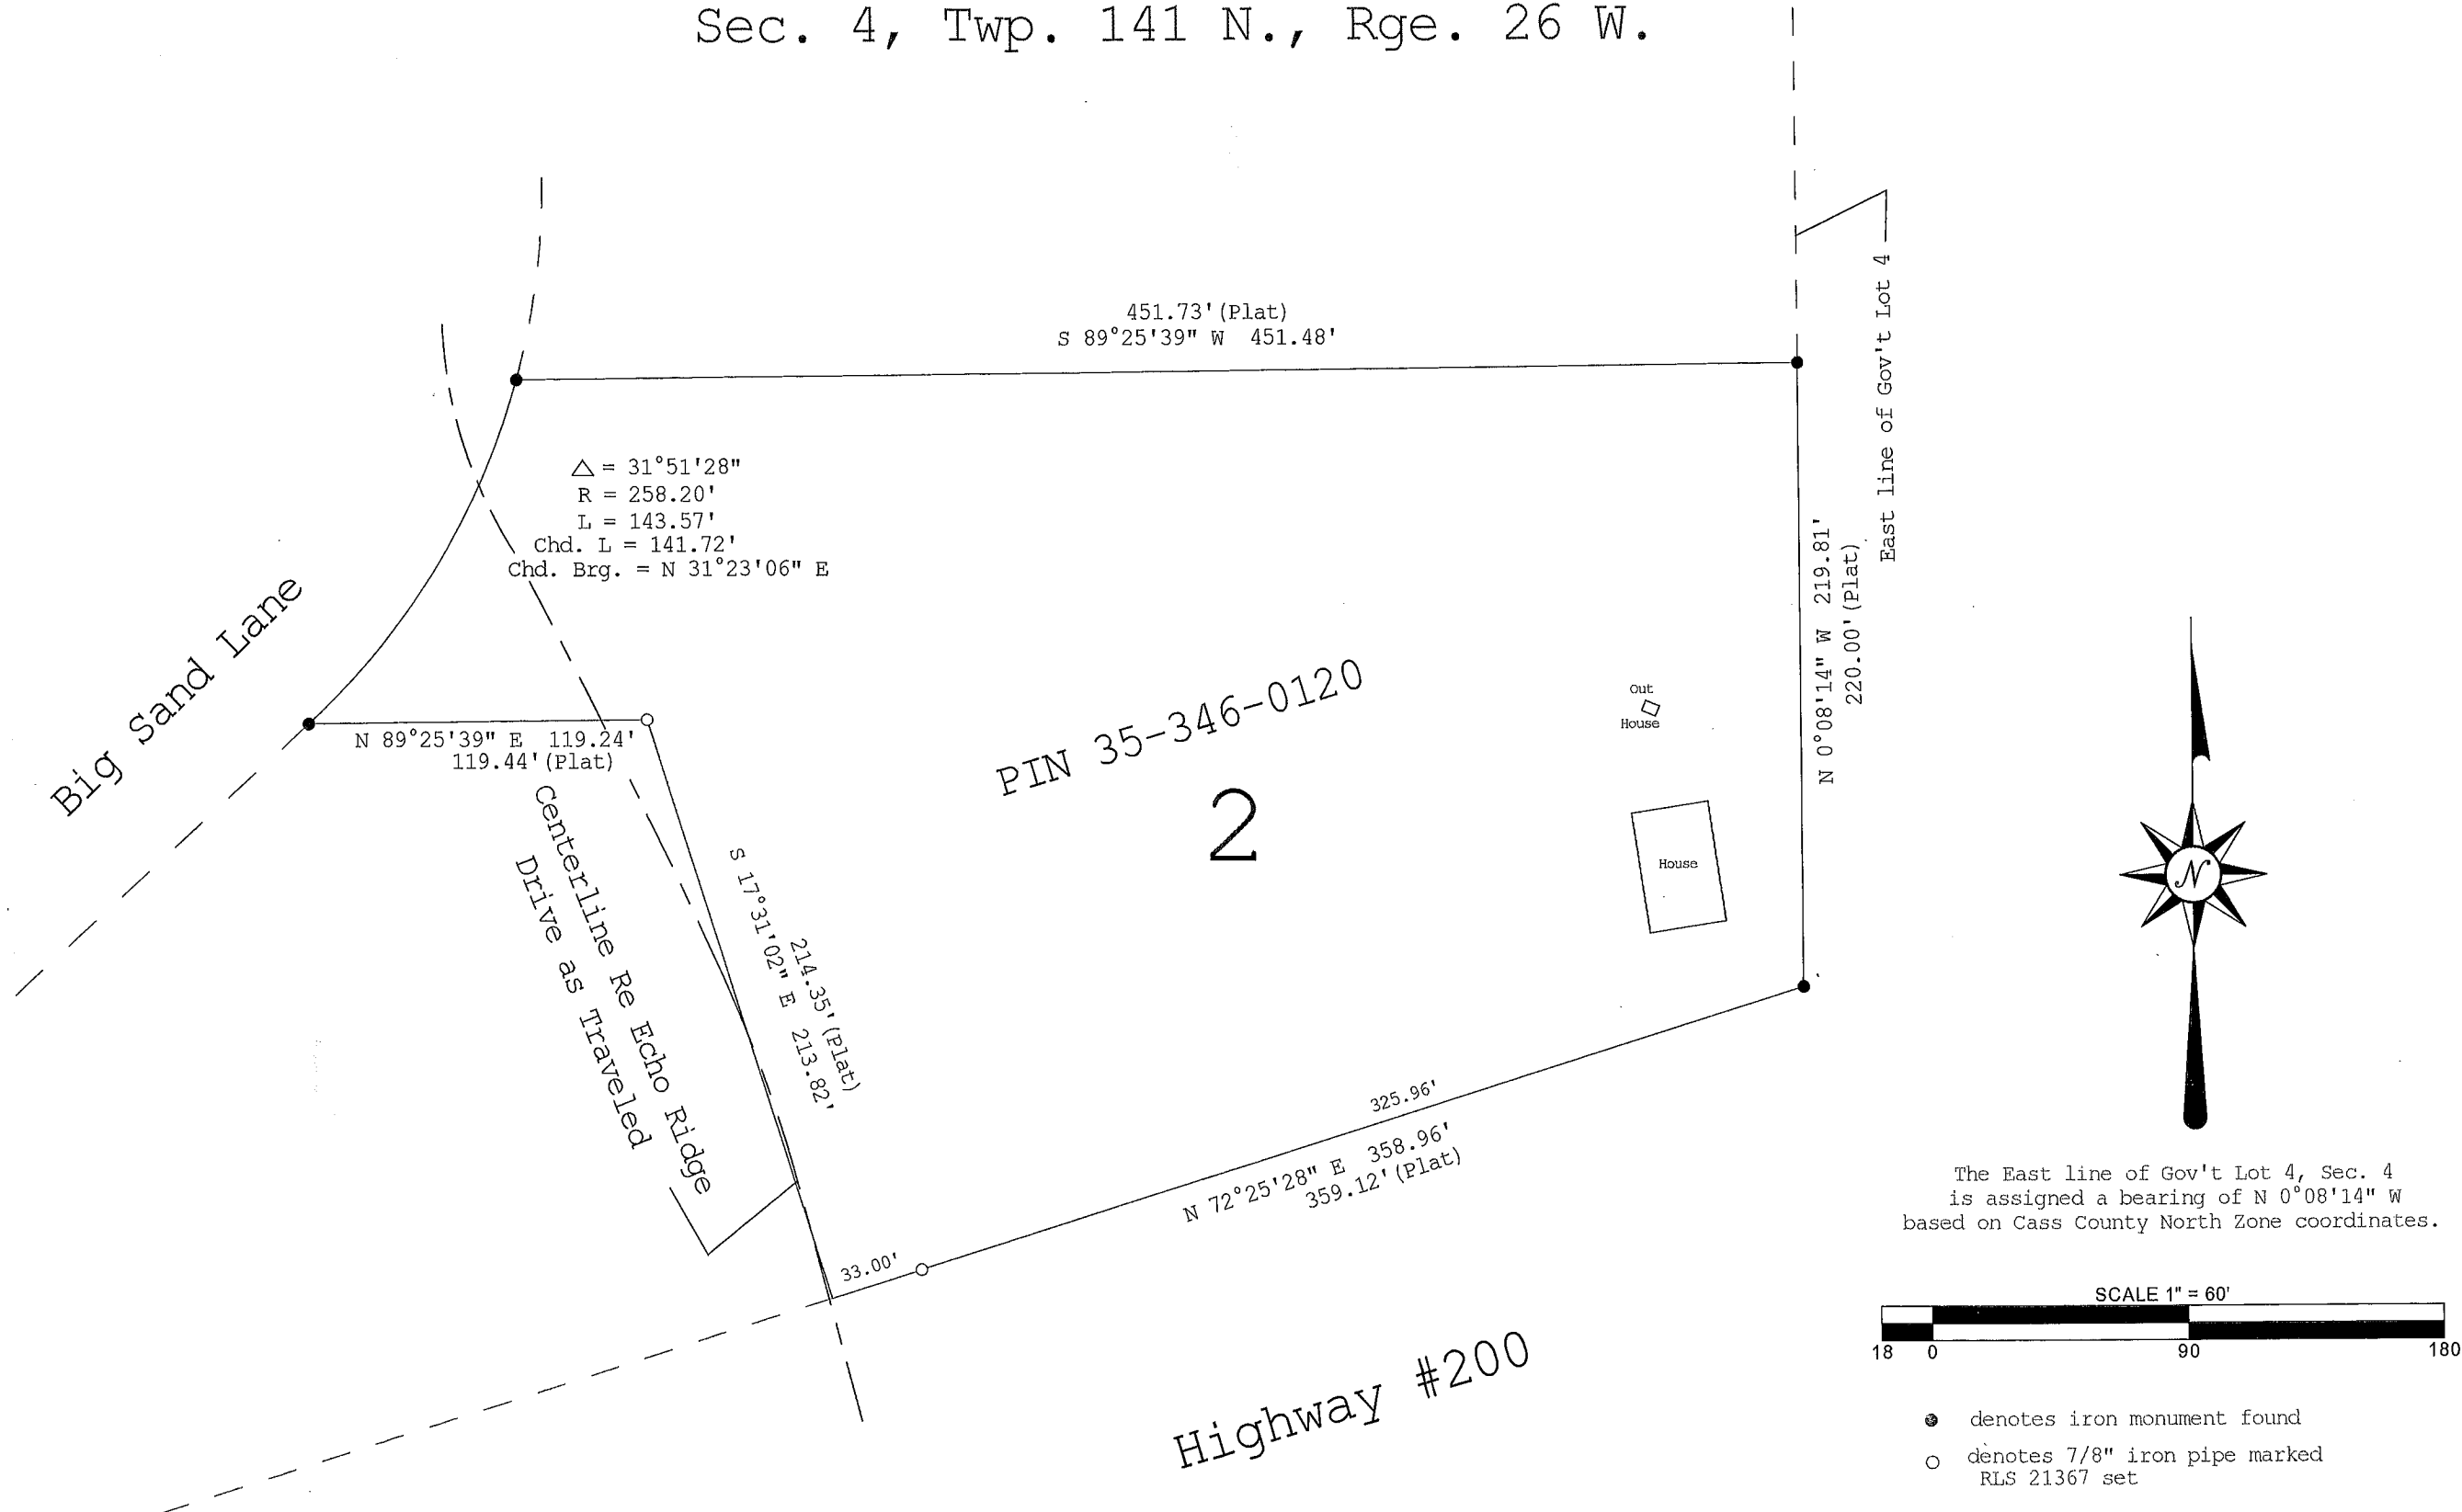 Sec. 4, Twp. 141 N., Rge. 26 W.
East line of Gov't Lot 4
451.73'(Plat)
S 89°25'39" W 451.48'
△ = 31°51'28"
R = 258.20'
L = 143.57'
Chd. L = 141.72'
Chd. Brg. = N 31°23'06" E
N 0°08'14" W 219.81'
220.00'(Plat)
Big Sand Lane
N 89°25'39" E 119.24'
119.44'(Plat)
PIN 35-346-0120
2
Out
House
House
Centerline Re Echo Ridge
Drive as Traveled
214.35'(Plat)
S 17°31'02" E 213.82'
325.96'
N 72°25'28" E 358.96'
359.12'(Plat)
33.00'
Highway #200
N
The East line of Gov't Lot 4, Sec. 4
is assigned a bearing of N 0°08'14" W
based on Cass County North Zone coordinates.
SCALE 1" = 60'
18 0 90 180
denotes iron monument found
denotes 7/8" iron pipe marked
RLS 21367 set